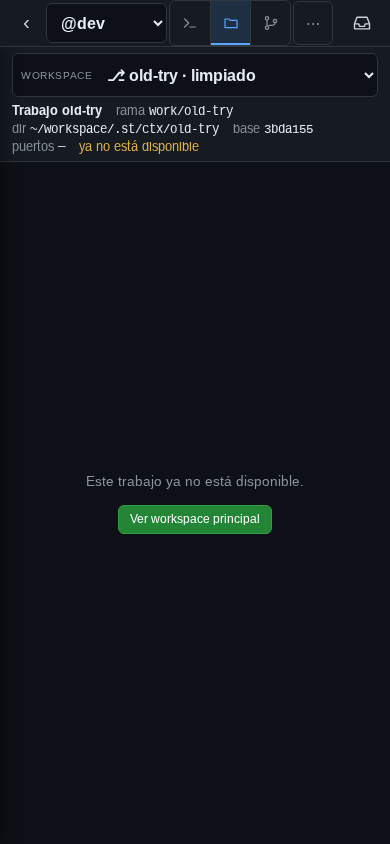 @dev
WORKSPACE old-try · limpiado
Trabajo old-try rama work/old-try
dir ~/workspace/.st/ctx/old-try base 3bda155
puertos — ya no está disponible
Este trabajo ya no está disponible.
Ver workspace principal